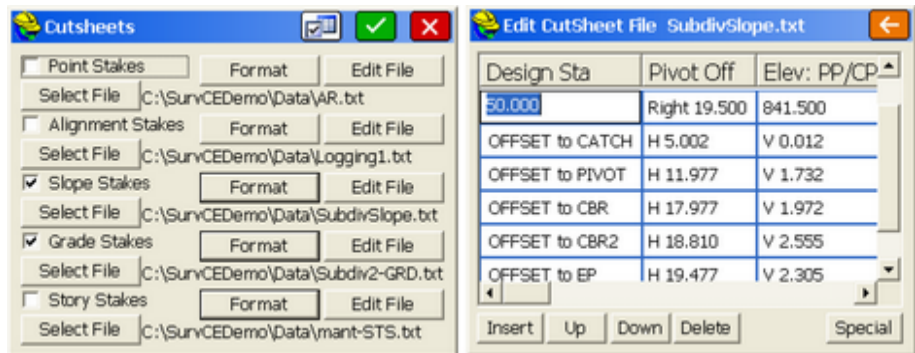 Cutsheets
Point Stakes Format Edit File
Select File C:\SurvCEDemo\Data\AR.txt
Alignment Stakes Format Edit File
Select File C:\SurvCEDemo\Data\Logging1.txt
Slope Stakes Format Edit File
Select File C:\SurvCEDemo\Data\SubdivSlope.txt
Grade Stakes Format Edit File
Select File C:\SurvCEDemo\Data\Subdiv2-GRD.txt
Story Stakes Format Edit File
Select File C:\SurvCEDemo\Data\mant-STS.txt
Edit CutSheet File SubdivSlope.txt
Design Sta Pivot Off Elev: PP/CP
50.000 Right 19.500 841.500
OFFSET to CATCH H 5.002 V 0.012
OFFSET to PIVOT H 11.977 V 1.732
OFFSET to CBR H 17.977 V 1.972
OFFSET to CBR2 H 18.810 V 2.555
OFFSET to EP H 19.477 V 2.305
Insert Up Down Delete Special